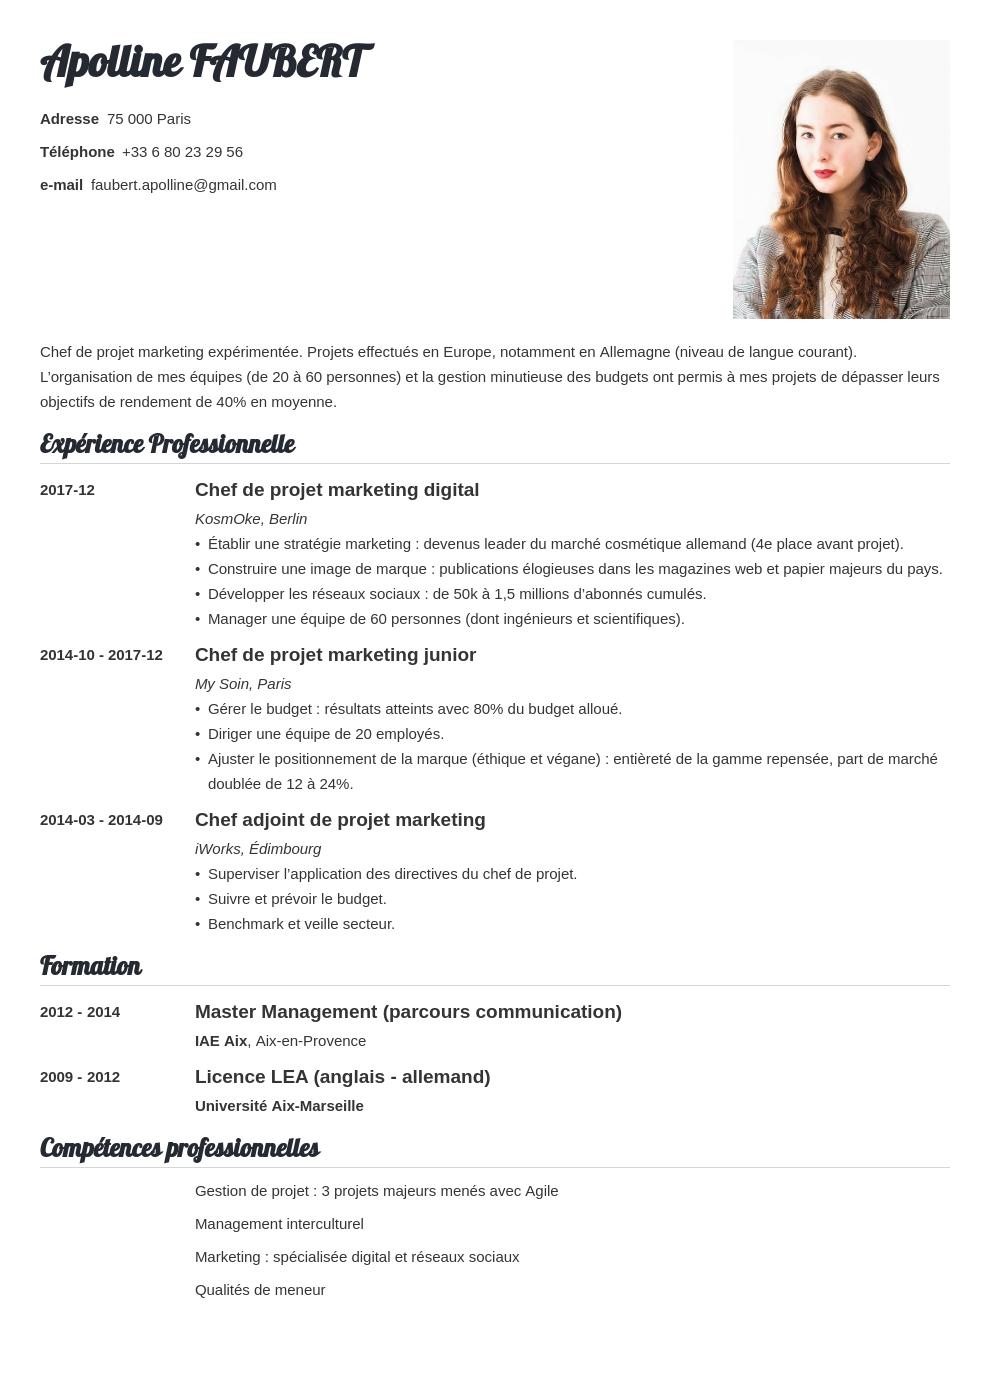 Apolline FAUBERT
Adresse 75 000 Paris
Téléphone +33 6 80 23 29 56
e-mail faubert.apolline@gmail.com
Chef de projet marketing expérimentée. Projets effectués en Europe, notamment en Allemagne (niveau de langue courant).
L’organisation de mes équipes (de 20 à 60 personnes) et la gestion minutieuse des budgets ont permis à mes projets de dépasser leurs
objectifs de rendement de 40% en moyenne.
Expérience Professionnelle
2017-12 Chef de projet marketing digital
KosmOke, Berlin
• Établir une stratégie marketing : devenus leader du marché cosmétique allemand (4e place avant projet).
• Construire une image de marque : publications élogieuses dans les magazines web et papier majeurs du pays.
• Développer les réseaux sociaux : de 50k à 1,5 millions d’abonnés cumulés.
• Manager une équipe de 60 personnes (dont ingénieurs et scientifiques).
2014-10 - 2017-12 Chef de projet marketing junior
My Soin, Paris
• Gérer le budget : résultats atteints avec 80% du budget alloué.
• Diriger une équipe de 20 employés.
• Ajuster le positionnement de la marque (éthique et végane) : entièreté de la gamme repensée, part de marché
doublée de 12 à 24%.
2014-03 - 2014-09 Chef adjoint de projet marketing
iWorks, Édimbourg
• Superviser l’application des directives du chef de projet.
• Suivre et prévoir le budget.
• Benchmark et veille secteur.
Formation
2012 - 2014 Master Management (parcours communication)
IAE Aix, Aix-en-Provence
2009 - 2012 Licence LEA (anglais - allemand)
Université Aix-Marseille
Compétences professionnelles
Gestion de projet : 3 projets majeurs menés avec Agile
Management interculturel
Marketing : spécialisée digital et réseaux sociaux
Qualités de meneur